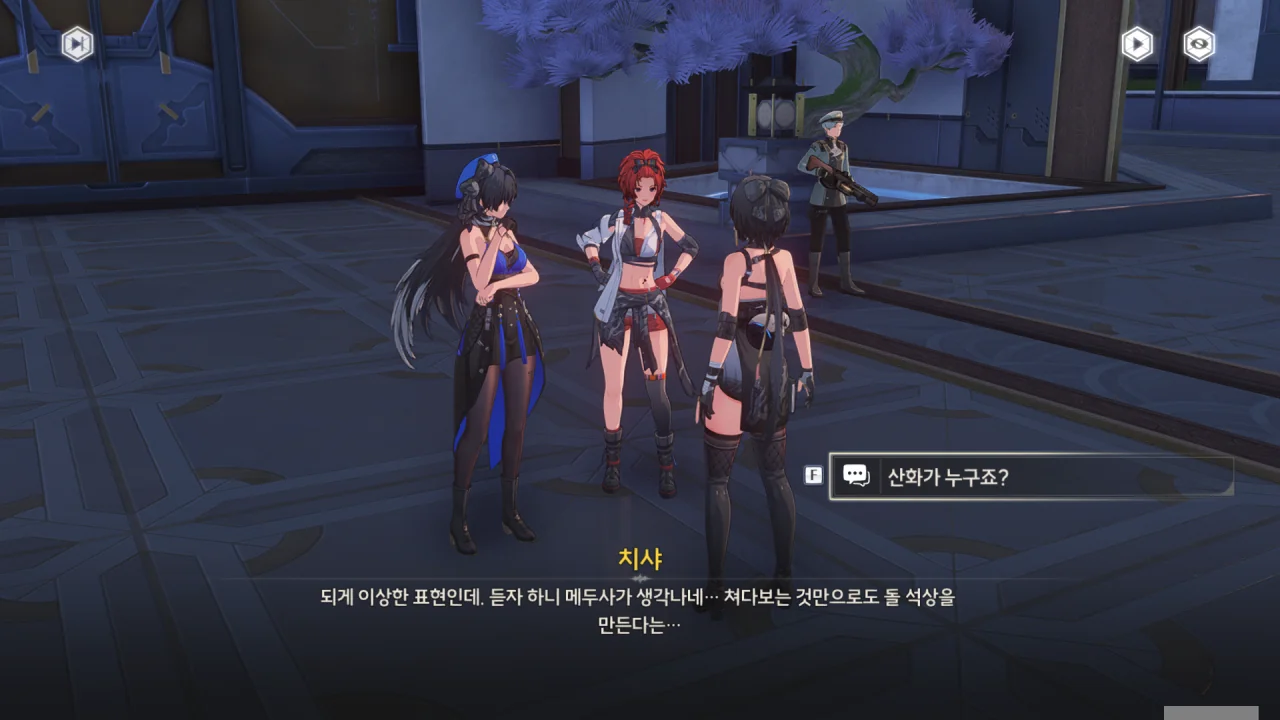 F
산화가 누구죠?
치샤
되게 이상한 표현인데. 듣자 하니 메두사가 생각나네… 쳐다보는 것만으로도 돌 석상을
만든다는…